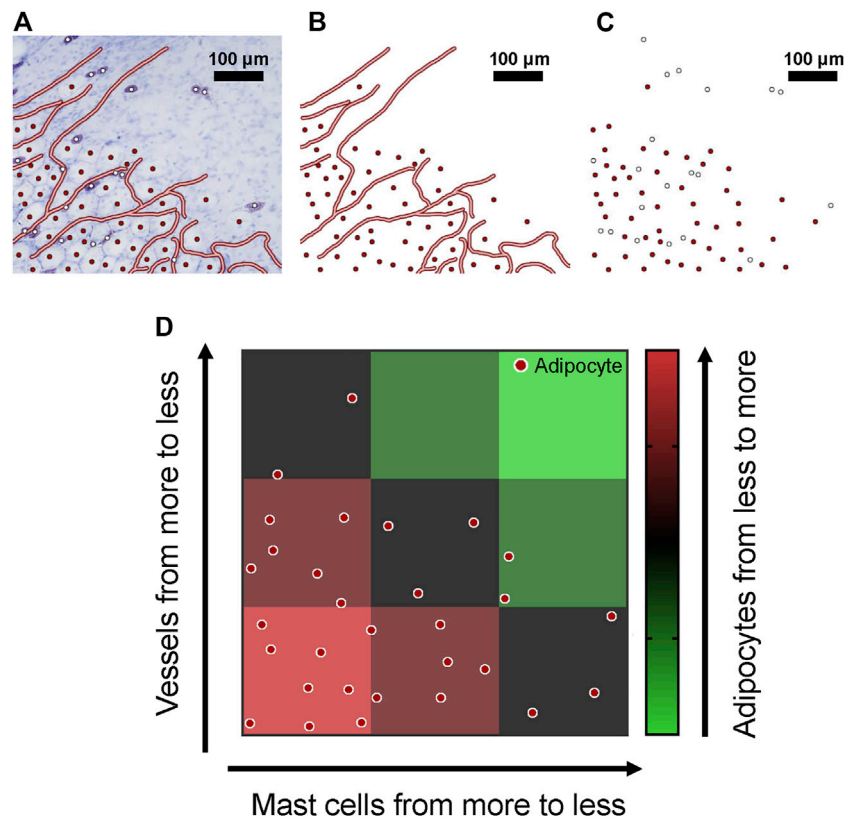 A
B
C
100 µm
100 µm
100 µm
D
Adipocyte
Vessels from more to less
Adipocytes from less to more
Mast cells from more to less